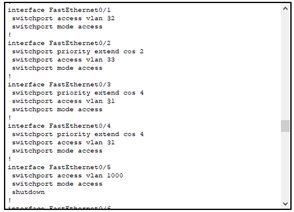 interface FastEthernet0/1
switchport access vlan 32
switchport mode access
!
interface FastEthernet0/2
switchport priority extend cos 2
switchport access vlan 33
switchport mode access
!
interface FastEthernet0/3
switchport priority extend cos 4
switchport access vlan 31
switchport mode access
!
interface FastEthernet0/4
switchport priority extend cos 4
switchport access vlan 31
switchport mode access
!
interface FastEthernet0/5
switchport access vlan 1000
switchport mode access
shutdown
!
interface FastEthernet0/6